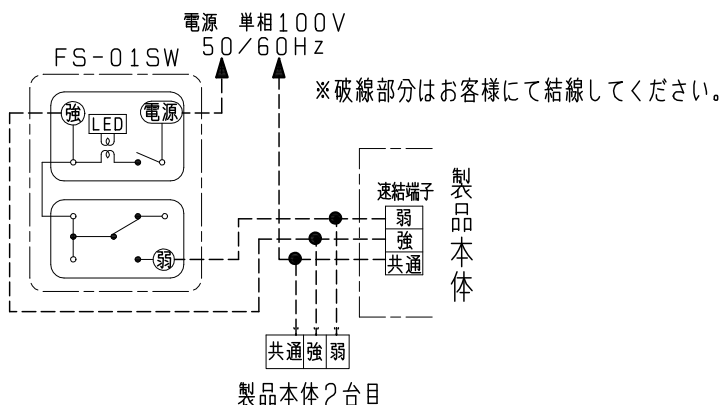 電源 単相100V
50/60Hz
FS-01SW
※破線部分はお客様にて結線してください。
強
LED
電源
弱
速結端子
弱
強
共通
製品本体
共通 強 弱
製品本体2台目